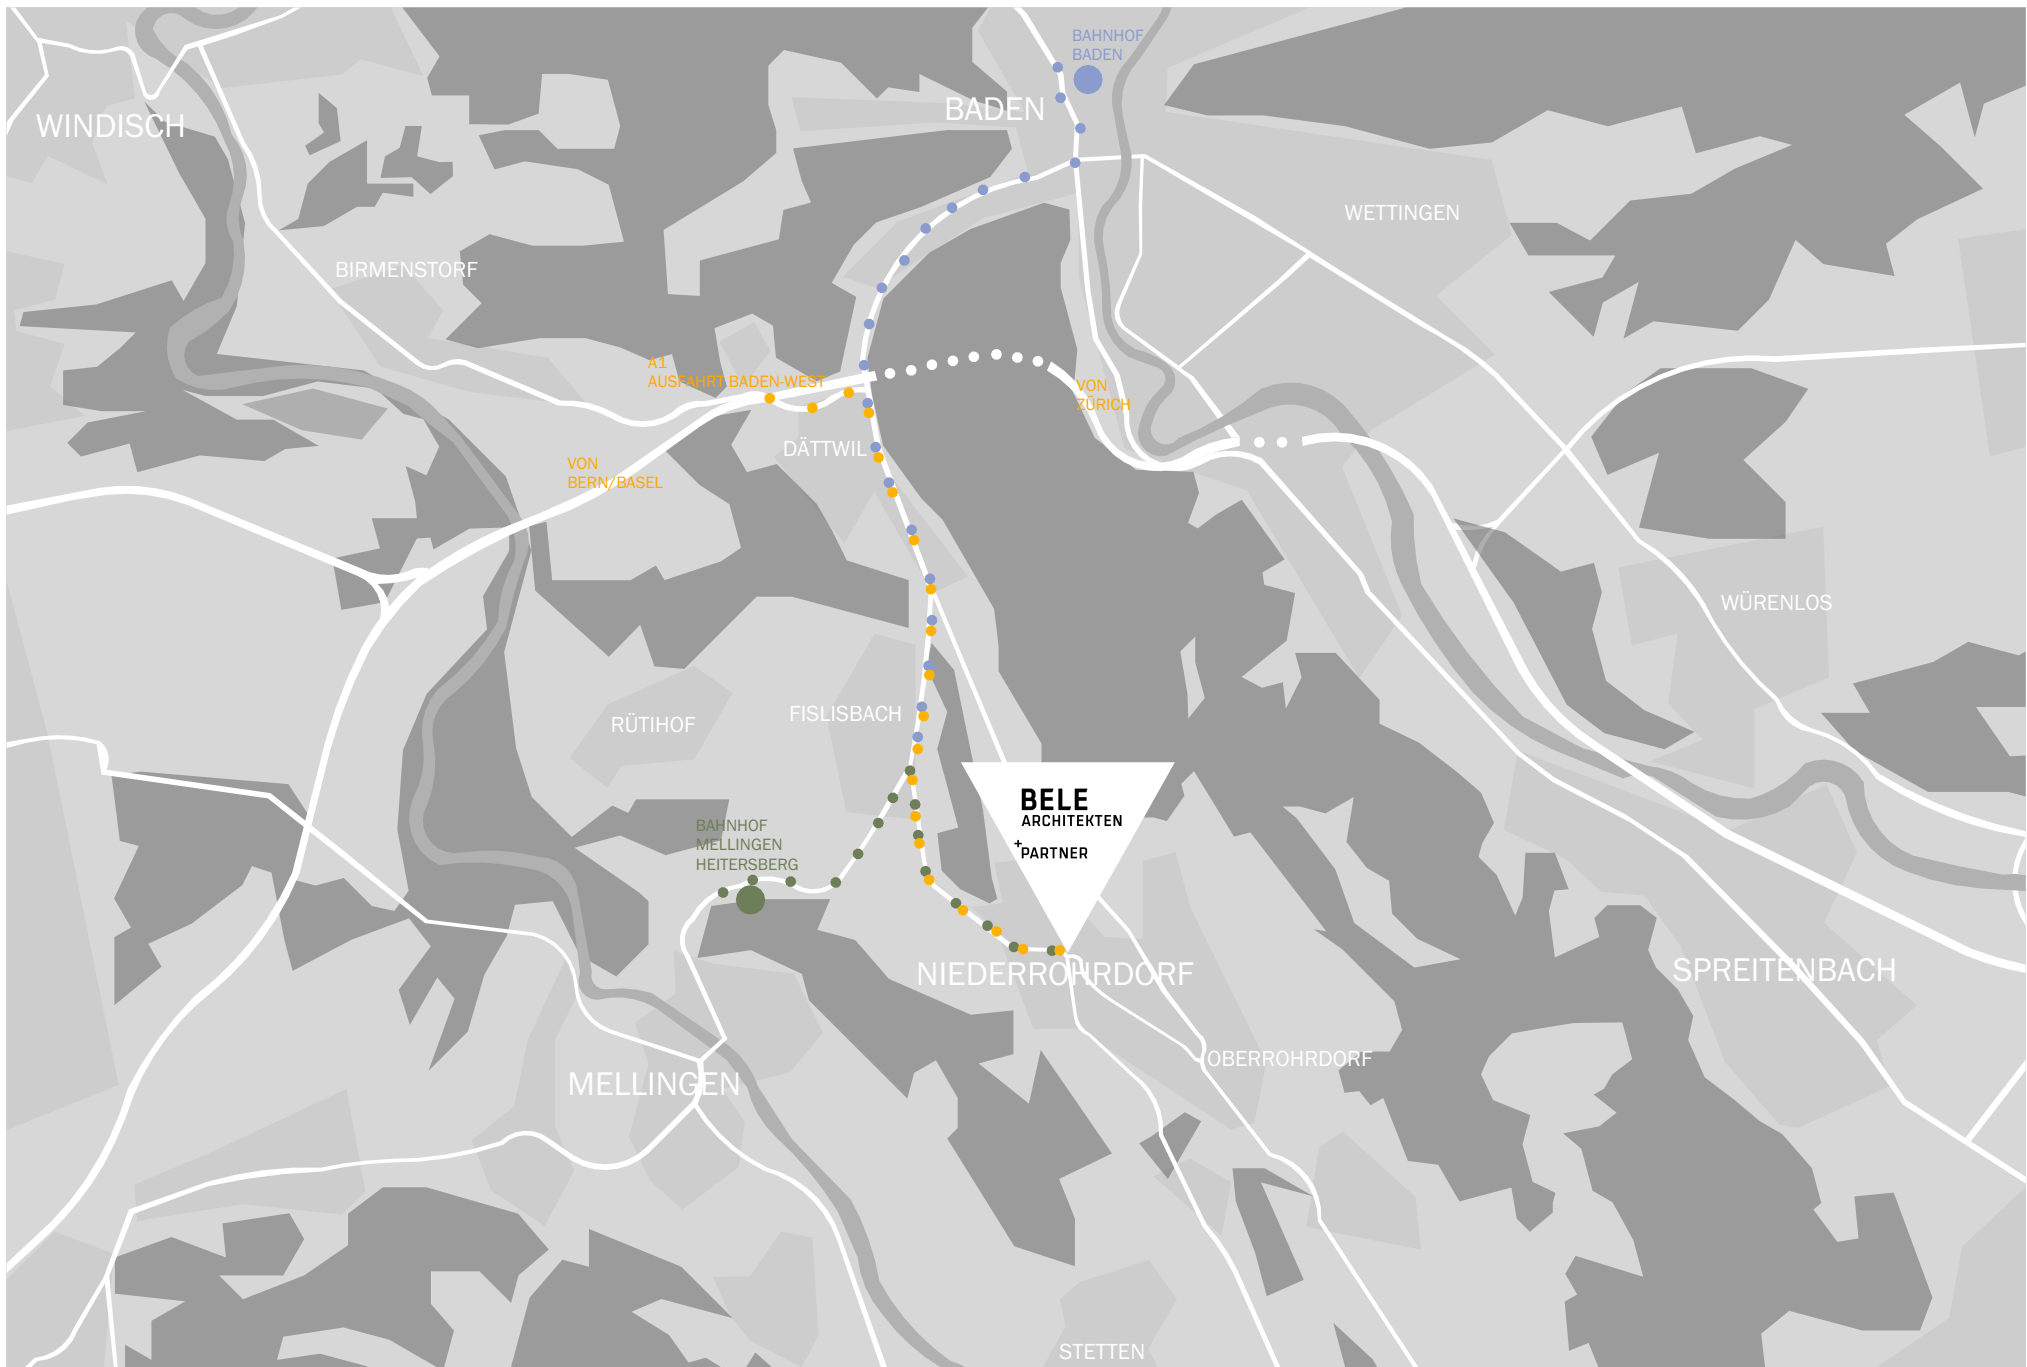 BAHNHOF
BADEN
BADEN
WINDISCH
WETTINGEN
BIRMENSTORF
A1
AUSFAHRT BADEN-WEST
VON
ZÜRICH
DÄTTWIL
VON
BERN/BASEL
WÜRENLOS
FISLISBACH
RÜTIHOF
BELE
ARCHITEKTEN
+
PARTNER
BAHNHOF
MELLINGEN
HEITERSBERG
NIEDERROHRDORF
SPREITENBACH
OBERROHRDORF
MELLINGEN
STETTEN